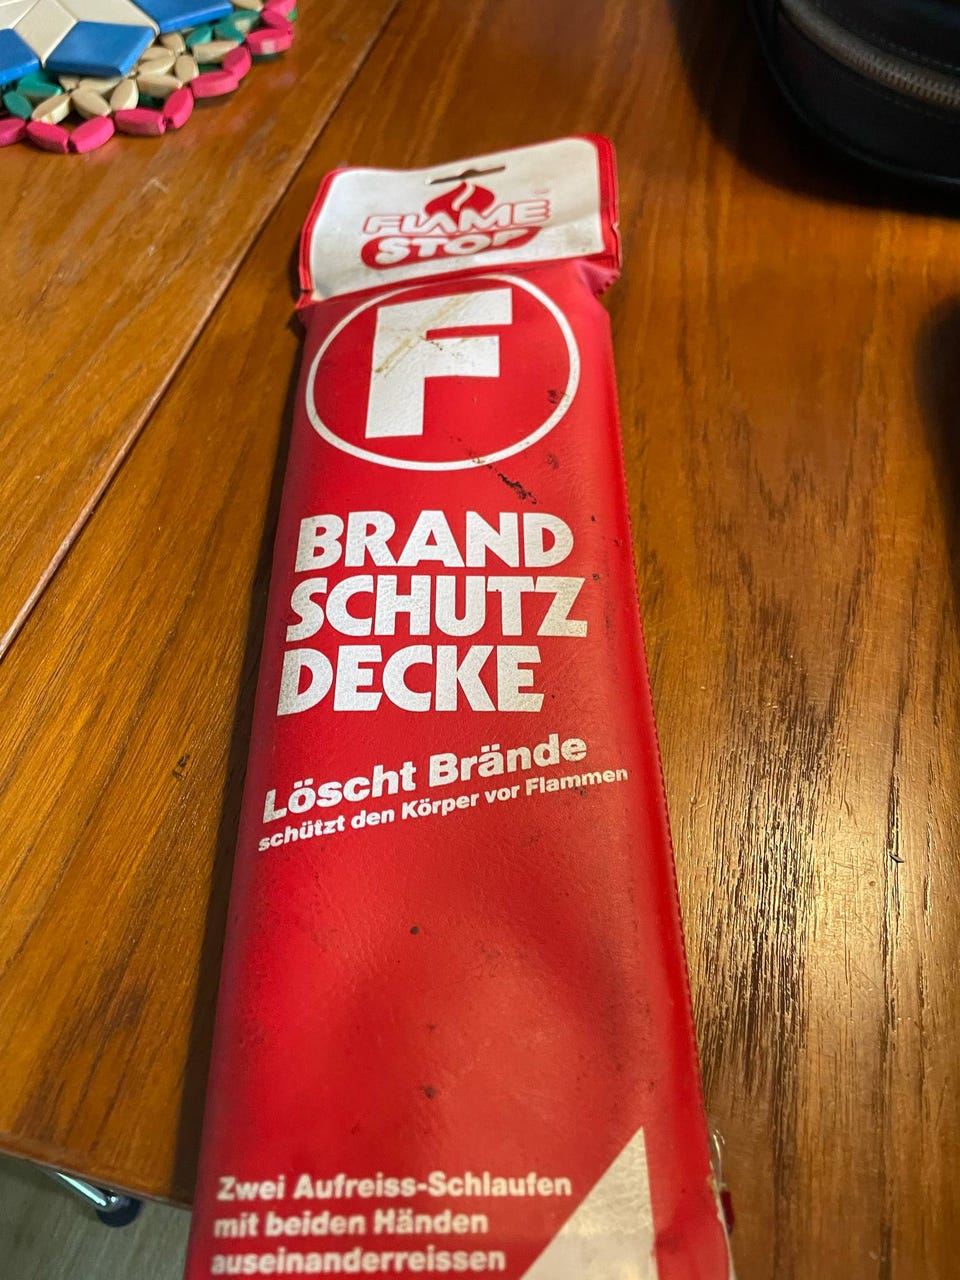 FLAME
STOP
F
BRAND
SCHUTZ
DECKE
Löscht Brände
schützt den Körper vor Flammen
Zwei Aufreiss-Schlaufen
mit beiden Händen
auseinanderreissen